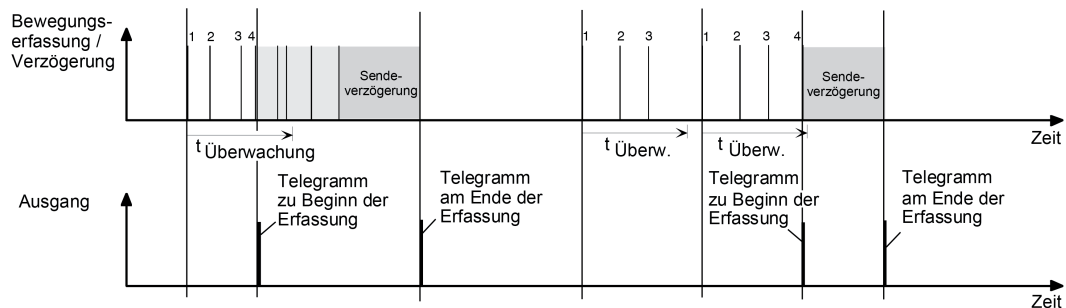 Bewegungs-
erfassung /
Verzögerung
1 2 3 4
1 2 3
1 2 3 4
Sende-
verzögerung
Sende-
verzögerung
Zeit
t Überwachung
t Überw.
t Überw.
Ausgang
Telegramm
zu Beginn der
Erfassung
Telegramm
am Ende der
Erfassung
Telegramm
zu Beginn der
Erfassung
Telegramm
am Ende der
Erfassung
Zeit